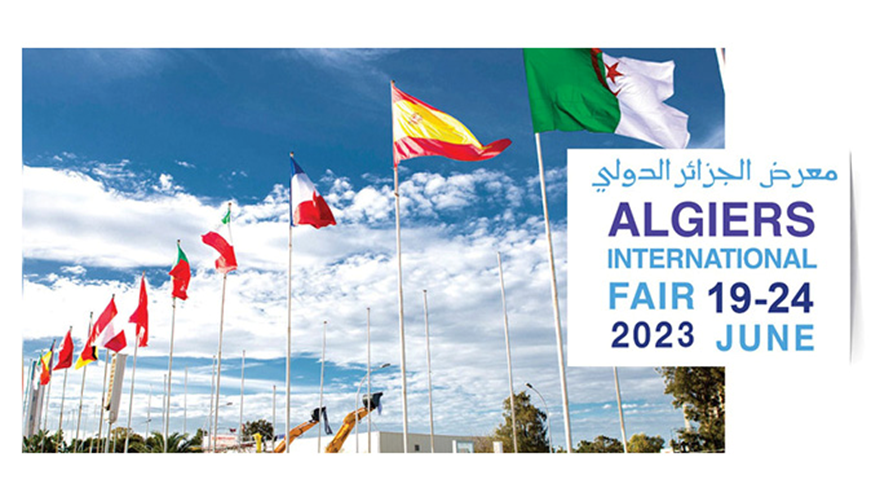 معرض الجزائر الدولي
ALGIERS
INTERNATIONAL
FAIR 19-24
2023 JUNE